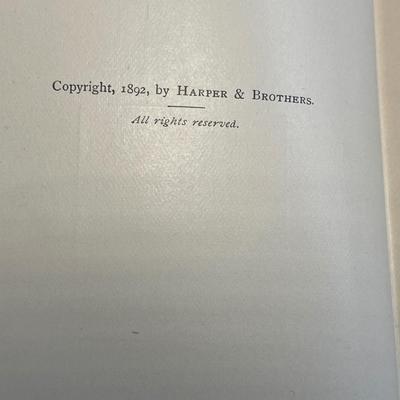 Copyright, 1892, by HARPER & BROTHERS.
All rights reserved.